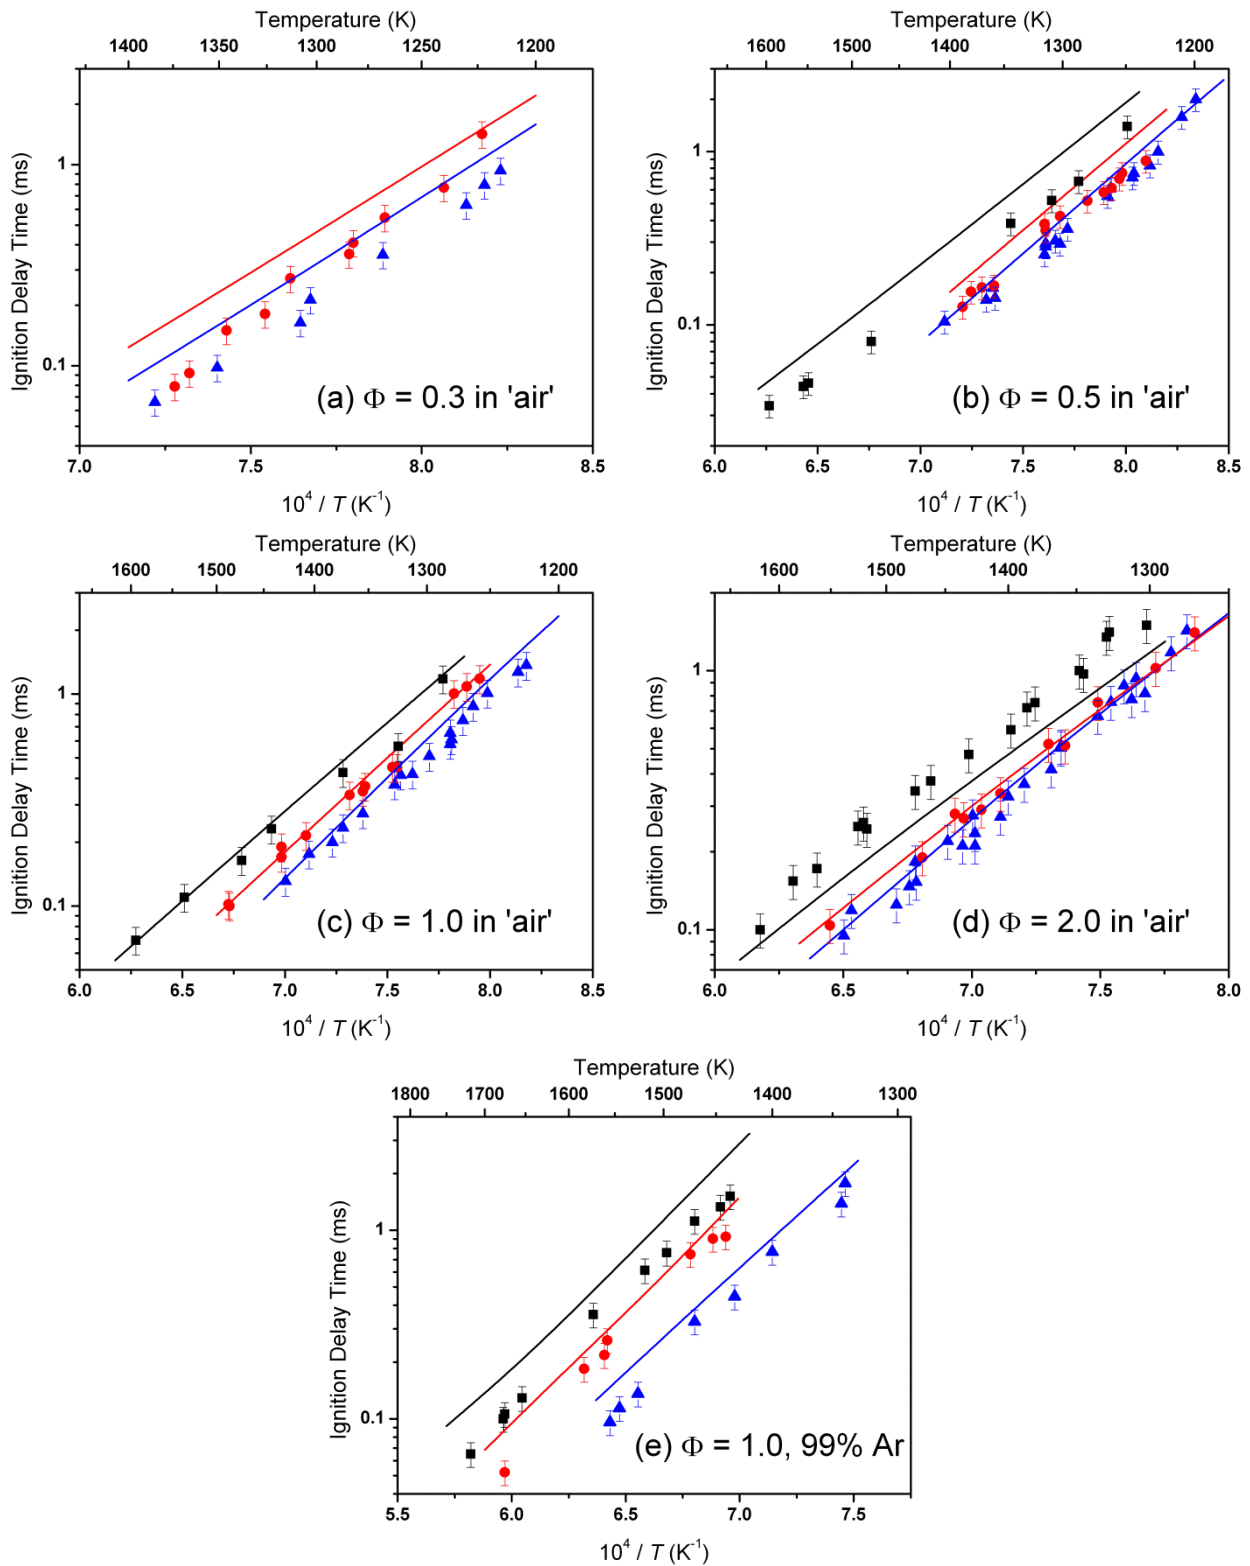 Temperature (K)
1400 1350 1300 1250 1200
Ignition Delay Time (ms)
1
0.1
(a) Φ = 0.3 in 'air'
7.0 7.5 8.0 8.5
10⁴ / T (K⁻¹)
Temperature (K)
1600 1500 1400 1300 1200
Ignition Delay Time (ms)
1
0.1
(b) Φ = 0.5 in 'air'
6.0 6.5 7.0 7.5 8.0 8.5
10⁴ / T (K⁻¹)
Temperature (K)
1600 1500 1400 1300 1200
Ignition Delay Time (ms)
1
0.1
(c) Φ = 1.0 in 'air'
6.0 6.5 7.0 7.5 8.0 8.5
10⁴ / T (K⁻¹)
Temperature (K)
1600 1500 1400 1300
Ignition Delay Time (ms)
1
0.1
(d) Φ = 2.0 in 'air'
6.0 6.5 7.0 7.5 8.0
10⁴ / T (K⁻¹)
Temperature (K)
1800 1700 1600 1500 1400 1300
Ignition Delay Time (ms)
1
0.1
(e) Φ = 1.0, 99% Ar
5.5 6.0 6.5 7.0 7.5
10⁴ / T (K⁻¹)